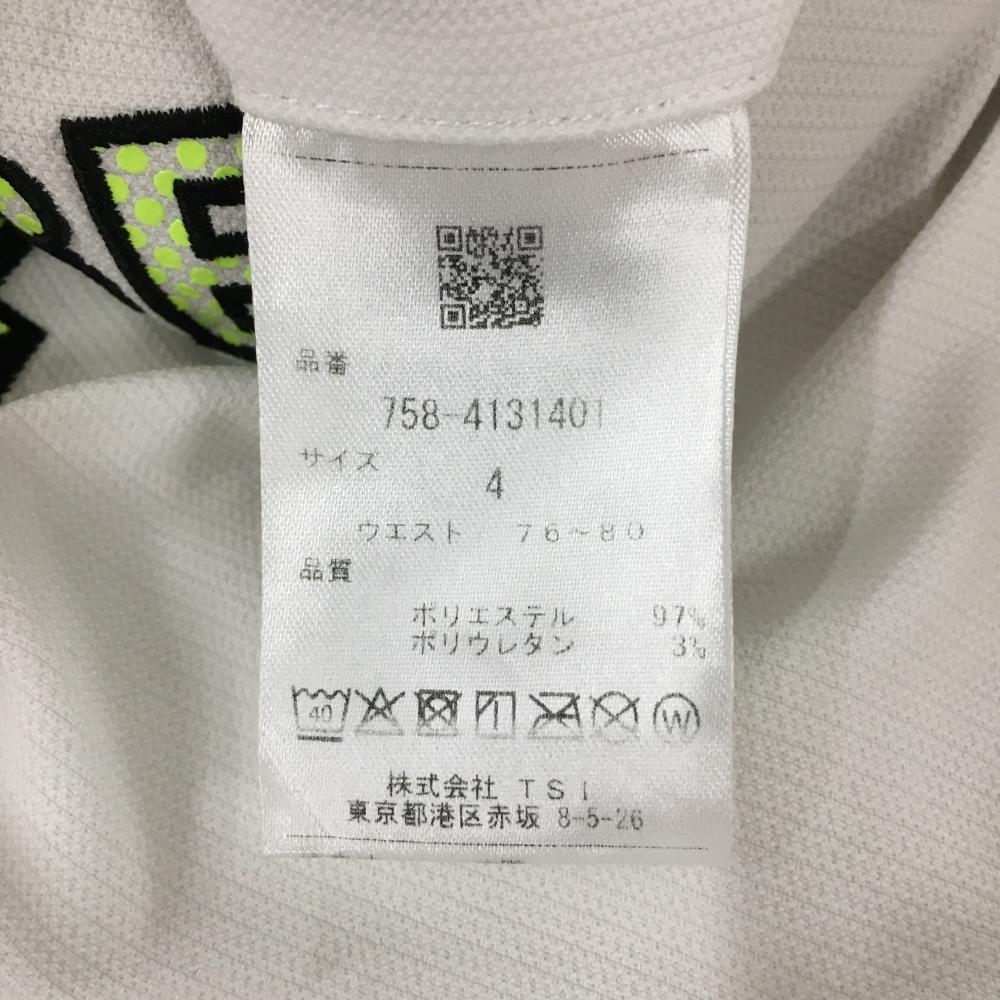 品番
758-4131401
サイズ
4
ウエスト 76～80
品質
ポリエステル 97%
ポリウレタン 3%
40 W
株式会社 TSI
東京都港区赤坂 8-5-26